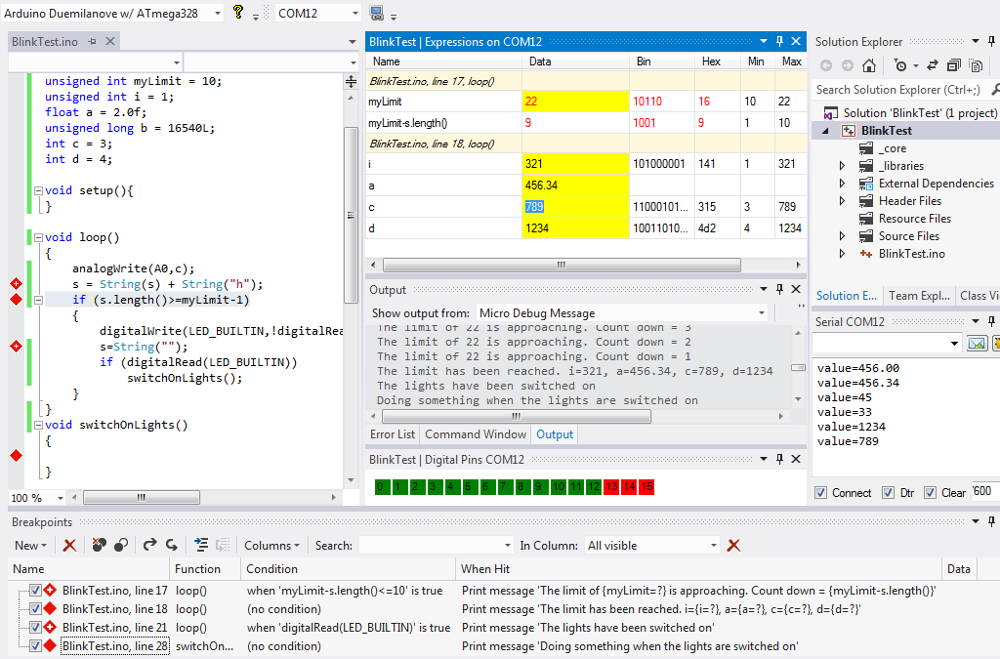 Arduino Duemilanove w/ ATmega328
COM12
BlinkTest.ino
unsigned int myLimit = 10;
unsigned int i = 1;
float a = 2.0f;
unsigned long b = 16540L;
int c = 3;
int d = 4;
void setup(){
}
void loop()
{
analogWrite(A0,c);
s = String(s) + String("h");
if (s.length()>=myLimit-1)
{
digitalWrite(LED_BUILTIN,!digitalRea
s=String("");
if (digitalRead(LED_BUILTIN))
switchOnLights();
}
}
void switchOnLights()
{
}
100 %
BlinkTest | Expressions on COM12
Name Data Bin Hex Min Max
BlinkTest.ino, line 17, loop()
myLimit 22 10110 16 10 22
myLimit-s.length() 9 1001 9 1 10
BlinkTest.ino, line 18, loop()
i 321 101000001 141 1 321
a 456.34
c 789 11000101... 315 3 789
d 1234 10011010... 4d2 4 1234
Output
Show output from: Micro Debug Message
The limit of 22 is approaching. Count down = 3
The limit of 22 is approaching. Count down = 2
The limit of 22 is approaching. Count down = 1
The limit has been reached. i=321, a=456.34, c=789, d=1234
The lights have been switched on
Doing something when the lights are switched on
Error List Command Window Output
BlinkTest | Digital Pins COM12
0 1 2 3 4 5 6 7 8 9 10 11 12 13 14 15
Solution Explorer
Search Solution Explorer (Ctrl+;)
Solution 'BlinkTest' (1 project)
BlinkTest
_core
_libraries
External Dependencies
Header Files
Resource Files
Source Files
BlinkTest.ino
Solution E... Team Expl... Class Vi
Serial COM12
value=456.00
value=456.34
value=45
value=33
value=1234
value=789
Connect Dtr Clear '600
Breakpoints
New Columns Search: In Column: All visible
Name Function Condition When Hit Data
BlinkTest.ino, line 17 loop() when 'myLimit-s.length()<=10' is true Print message 'The limit of {myLimit=?} is approaching. Count down = {myLimit-s.length()}'
BlinkTest.ino, line 18 loop() (no condition) Print message 'The limit has been reached. i={i=?}, a={a=?}, c={c=?}, d={d=?}'
BlinkTest.ino, line 21 loop() when 'digitalRead(LED_BUILTIN)' is true Print message 'The lights have been switched on'
BlinkTest.ino, line 28 switchOn... (no condition) Print message 'Doing something when the lights are switched on'